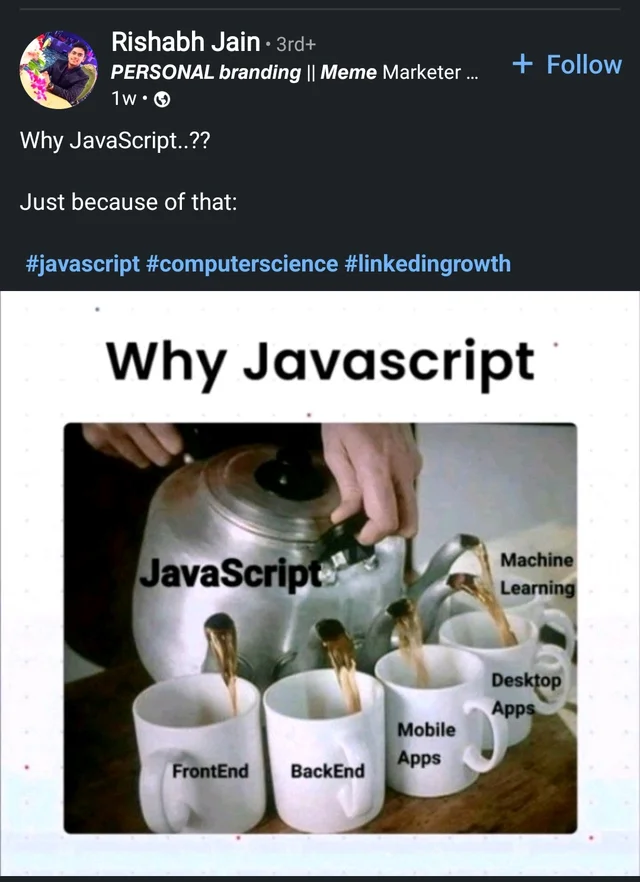 Rishabh Jain • 3rd+
PERSONAL branding || Meme Marketer ...
+ Follow
1w •
Why JavaScript..??
Just because of that:
#javascript #computerscience #linkedingrowth
Why Javascript
JavaScript
Machine
Learning
Desktop
Apps
Mobile
Apps
FrontEnd
BackEnd